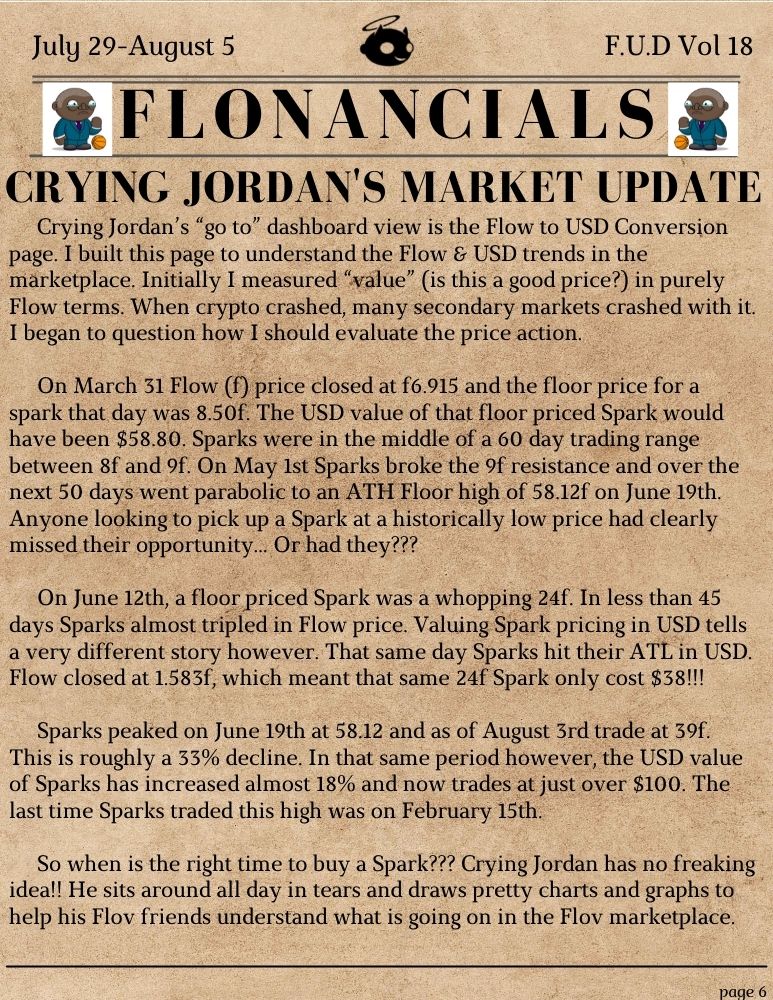 July 29-August 5
F.U.D Vol 18
FLONANCIALS
CRYING JORDAN'S MARKET UPDATE
Crying Jordan's “go to” dashboard view is the Flow to USD Conversion
page. I built this page to understand the Flow & USD trends in the
marketplace. Initially I measured “value” (is this a good price?) in purely
Flow terms. When crypto crashed, many secondary markets crashed with it.
I began to question how I should evaluate the price action.
On March 31 Flow (f) price closed at f6.915 and the floor price for a
spark that day was 8.50f. The USD value of that floor priced Spark would
have been $58.80. Sparks were in the middle of a 60 day trading range
between 8f and 9f. On May 1st Sparks broke the 9f resistance and over the
next 50 days went parabolic to an ATH Floor high of 58.12f on June 19th.
Anyone looking to pick up a Spark at a historically low price had clearly
missed their opportunity... Or had they???
On June 12th, a floor priced Spark was a whopping 24f. In less than 45
days Sparks almost tripled in Flow price. Valuing Spark pricing in USD tells
a very different story however. That same day Sparks hit their ATL in USD.
Flow closed at 1.583f, which meant that same 24f Spark only cost $38!!!
Sparks peaked on June 19th at 58.12 and as of August 3rd trade at 39f.
This is roughly a 33% decline. In that same period however, the USD value
of Sparks has increased almost 18% and now trades at just over $100. The
last time Sparks traded this high was on February 15th.
So when is the right time to buy a Spark??? Crying Jordan has no freaking
idea!! He sits around all day in tears and draws pretty charts and graphs to
help his Flov friends understand what is going on in the Flov marketplace.
page 6